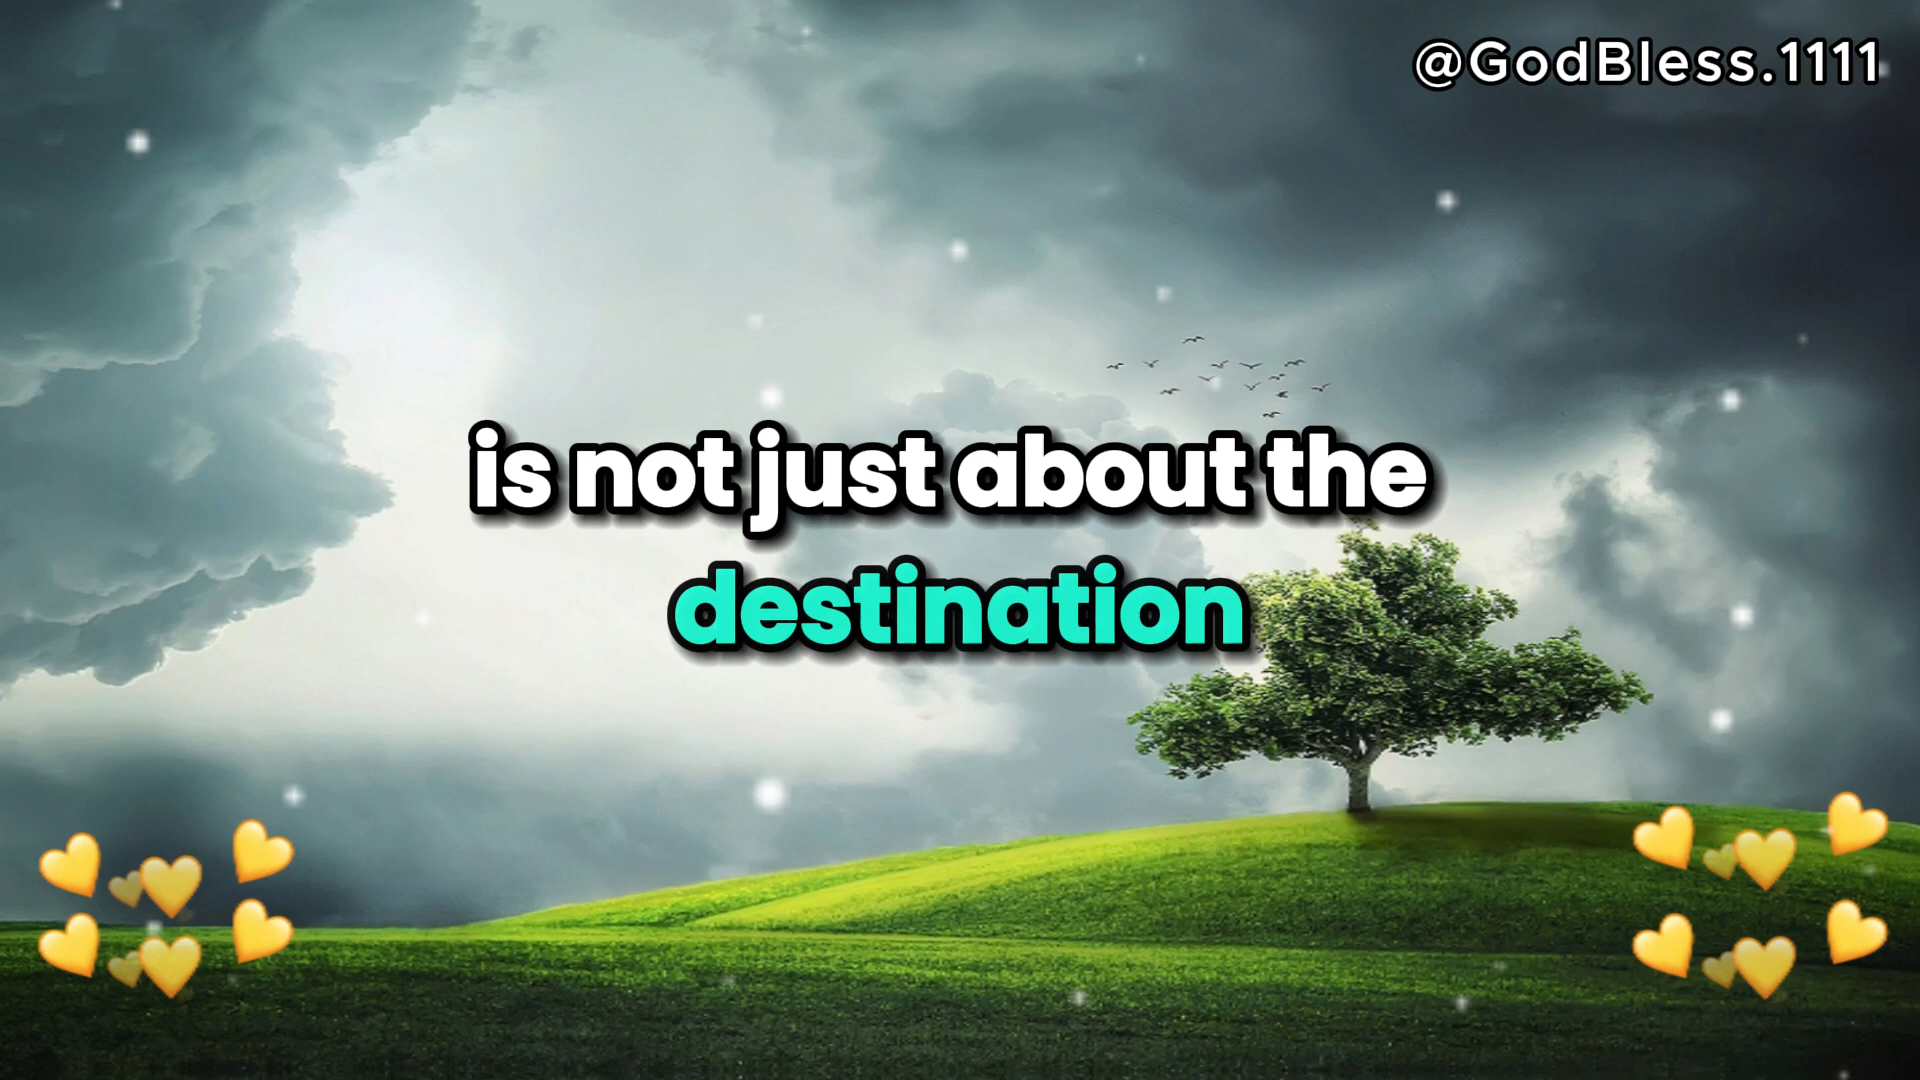 @GodBless.1111
is not just about the
destination